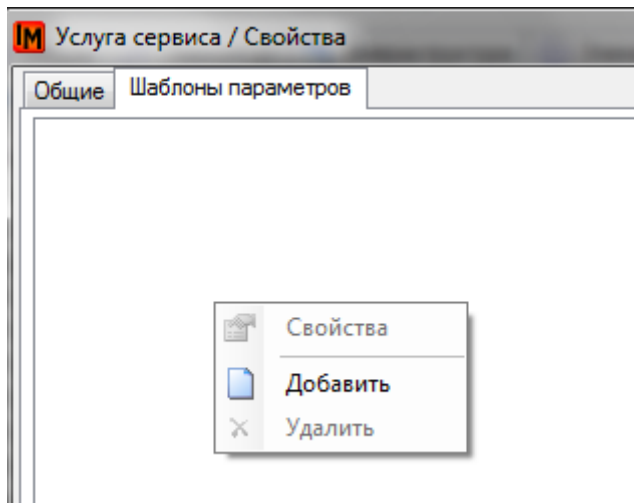 IM Услуга сервиса / Свойства
Общие Шаблоны параметров
Свойства
Добавить
Удалить